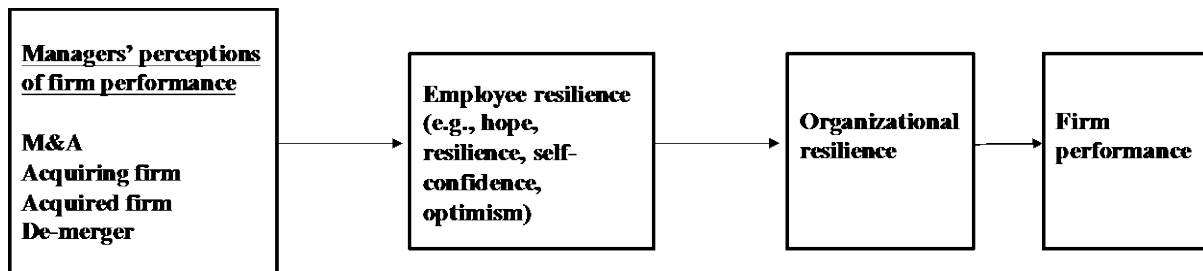 Managers’ perceptions
of firm performance
M&A
Acquiring firm
Acquired firm
De-merger
Employee resilience
(e.g., hope,
resilience, self-
confidence,
optimism)
Organizational
resilience
Firm
performance